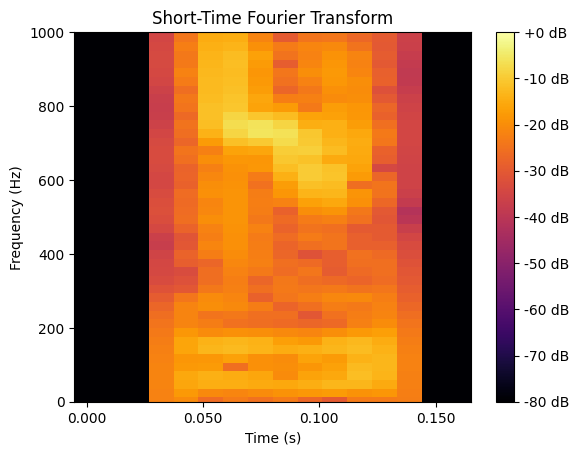 Short-Time Fourier Transform
1000
800
600
400
200
0
Frequency (Hz)
0.000
0.050
0.100
0.150
Time (s)
+0 dB
-10 dB
-20 dB
-30 dB
-40 dB
-50 dB
-60 dB
-70 dB
-80 dB